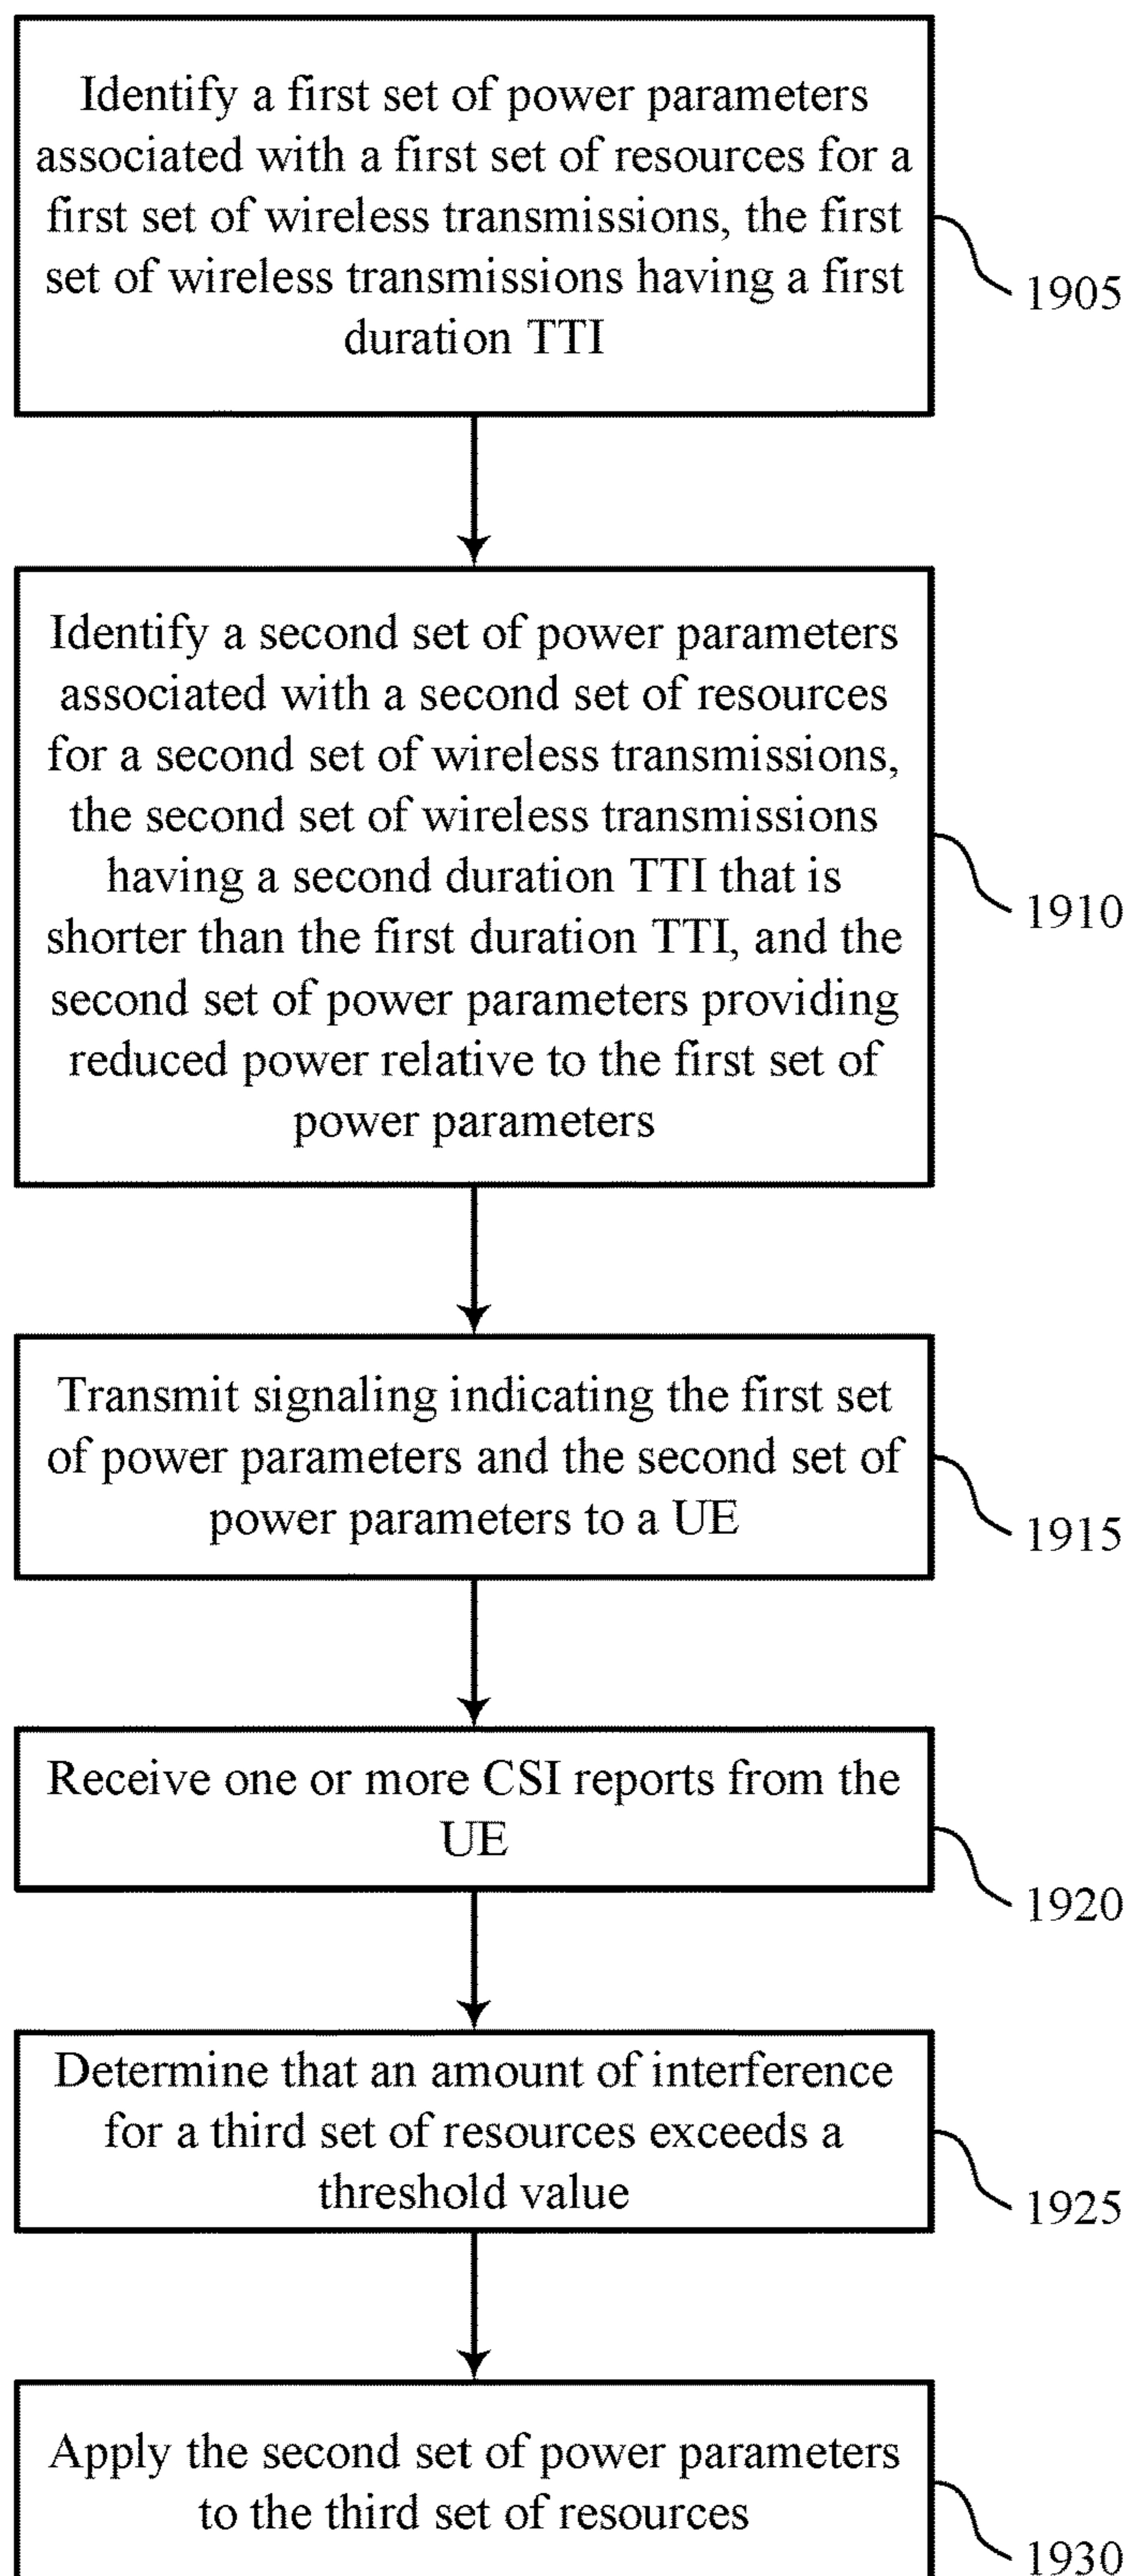 Identify a first set of power parameters
associated with a first set of resources for a
first set of wireless transmissions, the first
set of wireless transmissions having a first
duration TTI
1905
Identify a second set of power parameters
associated with a second set of resources
for a second set of wireless transmissions,
the second set of wireless transmissions
having a second duration TTI that is
shorter than the first duration TTI, and the
second set of power parameters providing
reduced power relative to the first set of
power parameters
1910
Transmit signaling indicating the first set
of power parameters and the second set of
power parameters to a UE
1915
Receive one or more CSI reports from the
UE
1920
Determine that an amount of interference
for a third set of resources exceeds a
threshold value
1925
Apply the second set of power parameters
to the third set of resources
1930